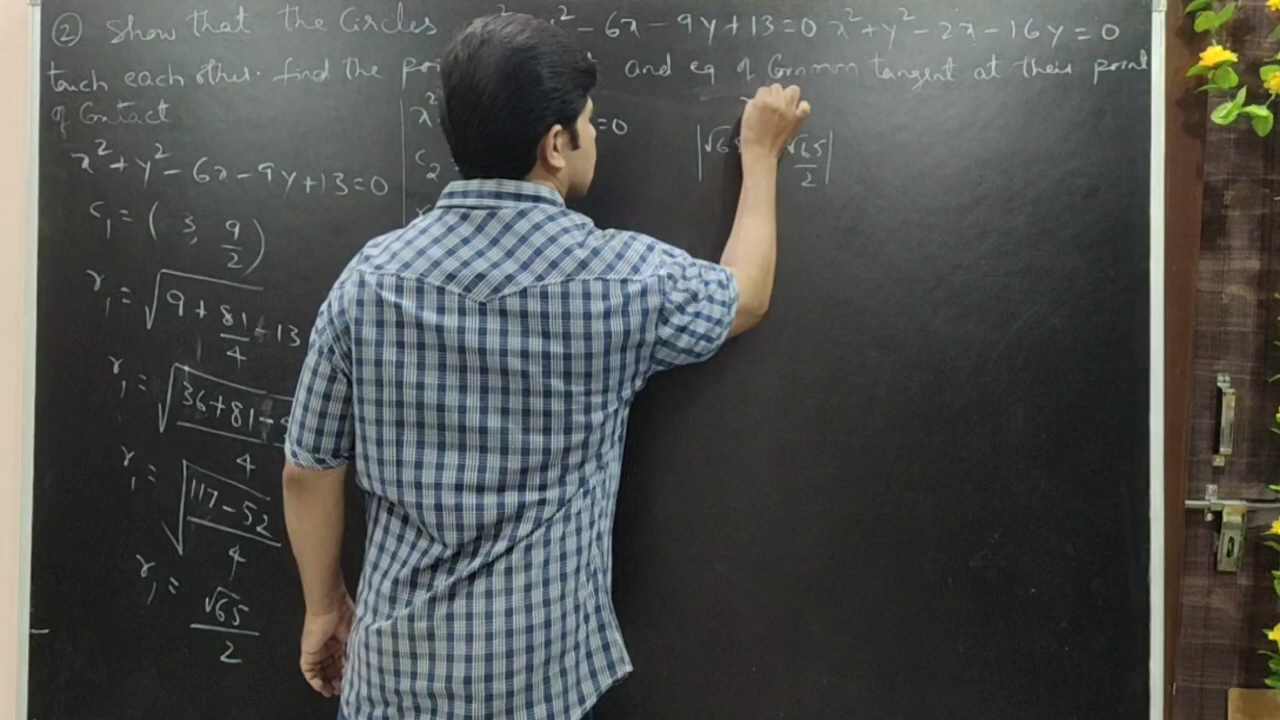 ② Show that the Circles x² + y² - 6x - 9y + 13 = 0 x² + y² - 2x - 16y = 0
touch each other. find the and eq of Common tangent at their point
of Contact
x² + y² - 6x - 9y + 13 = 0
c₁ = ( 3, 9/2 )
r₁ = √ 9 + 81/4 - 13
r₁ = √ 36 + 81 - / 4
r₁ = √ 117 - 52 / 4
r₁ = √65 / 2
x² = 0
c₂
| √6 √65 / 2 |